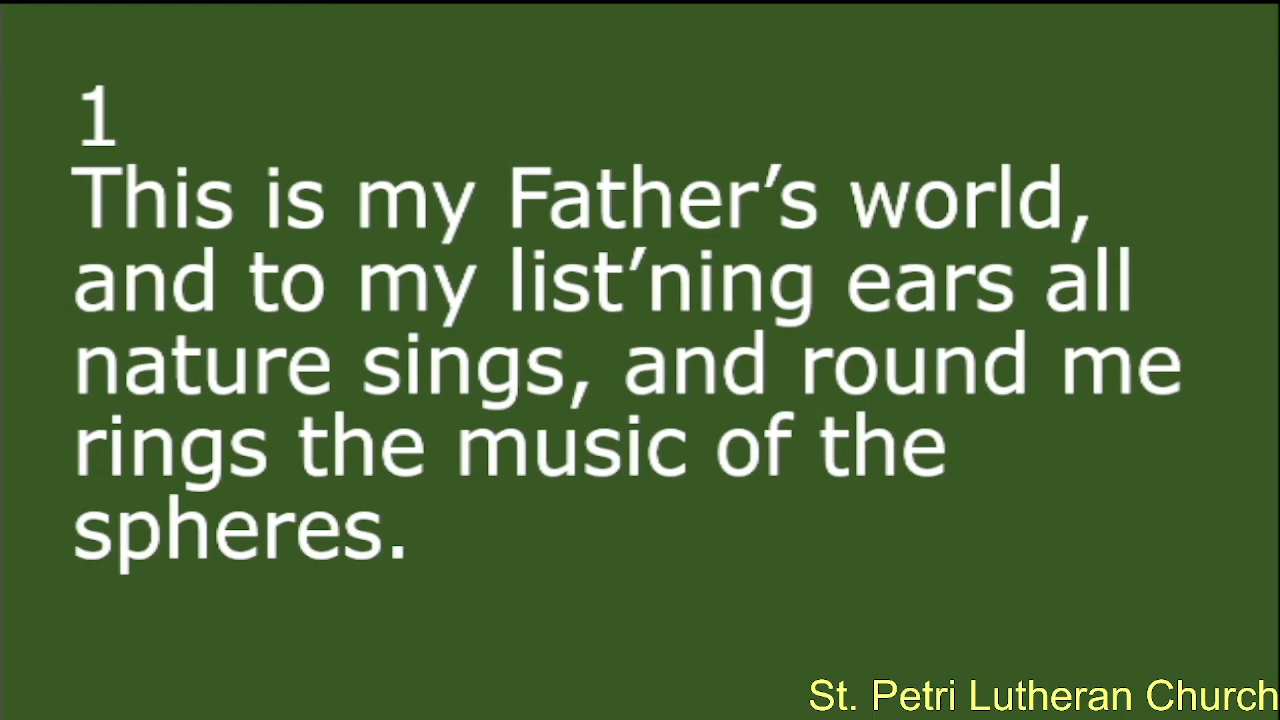 1
This is my Father’s world,
and to my list’ning ears all
nature sings, and round me
rings the music of the
spheres.
St. Petri Lutheran Church